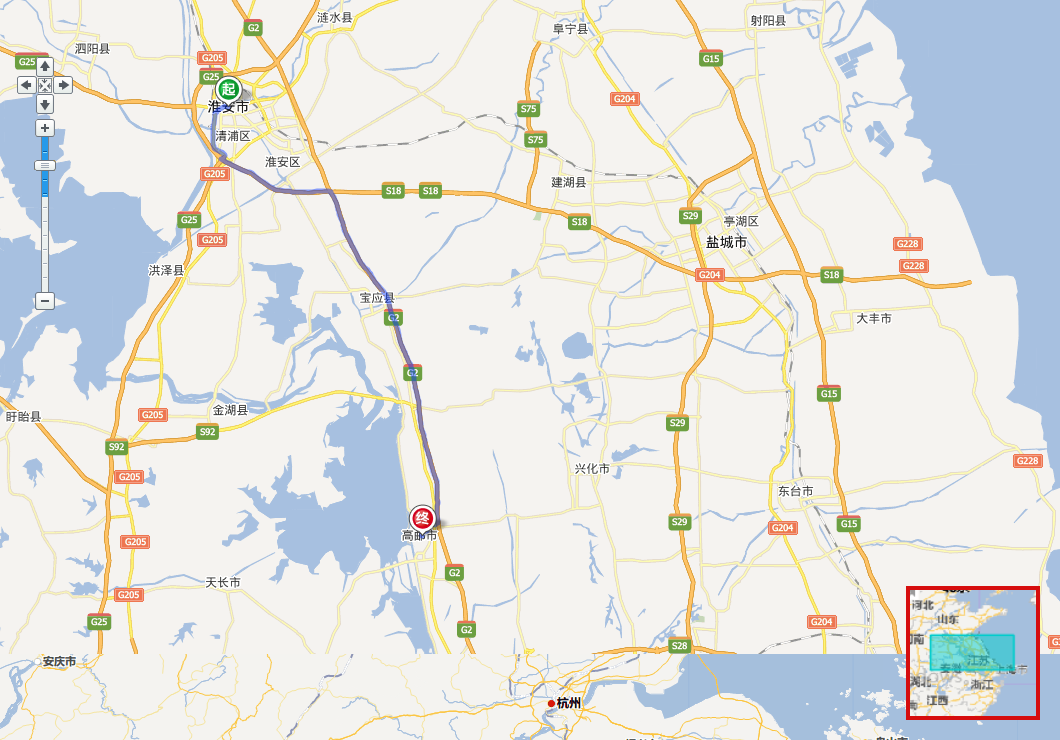 涟水县
射阳县
G2
阜宁县
泗阳县
G205
G15
G25
G25
起
淮安市
G204
S75
清浦区
S75
淮安区
G205
建湖县
S18
S18
G25
S29
亭湖区
S18
G205
盐城市
G228
洪泽县
G228
G204
S18
宝应县
G2
大丰市
G2
G15
金湖县
盱眙县
G205
S29
S92
S92
G228
兴化市
G205
东台市
终
S29
G15
高邮市
G204
G205
G2
天长市
G205
河北
山东
G25
G204
G2
S28
江苏
安徽
上海市
安庆市
湖北
浙江
江西
杭州